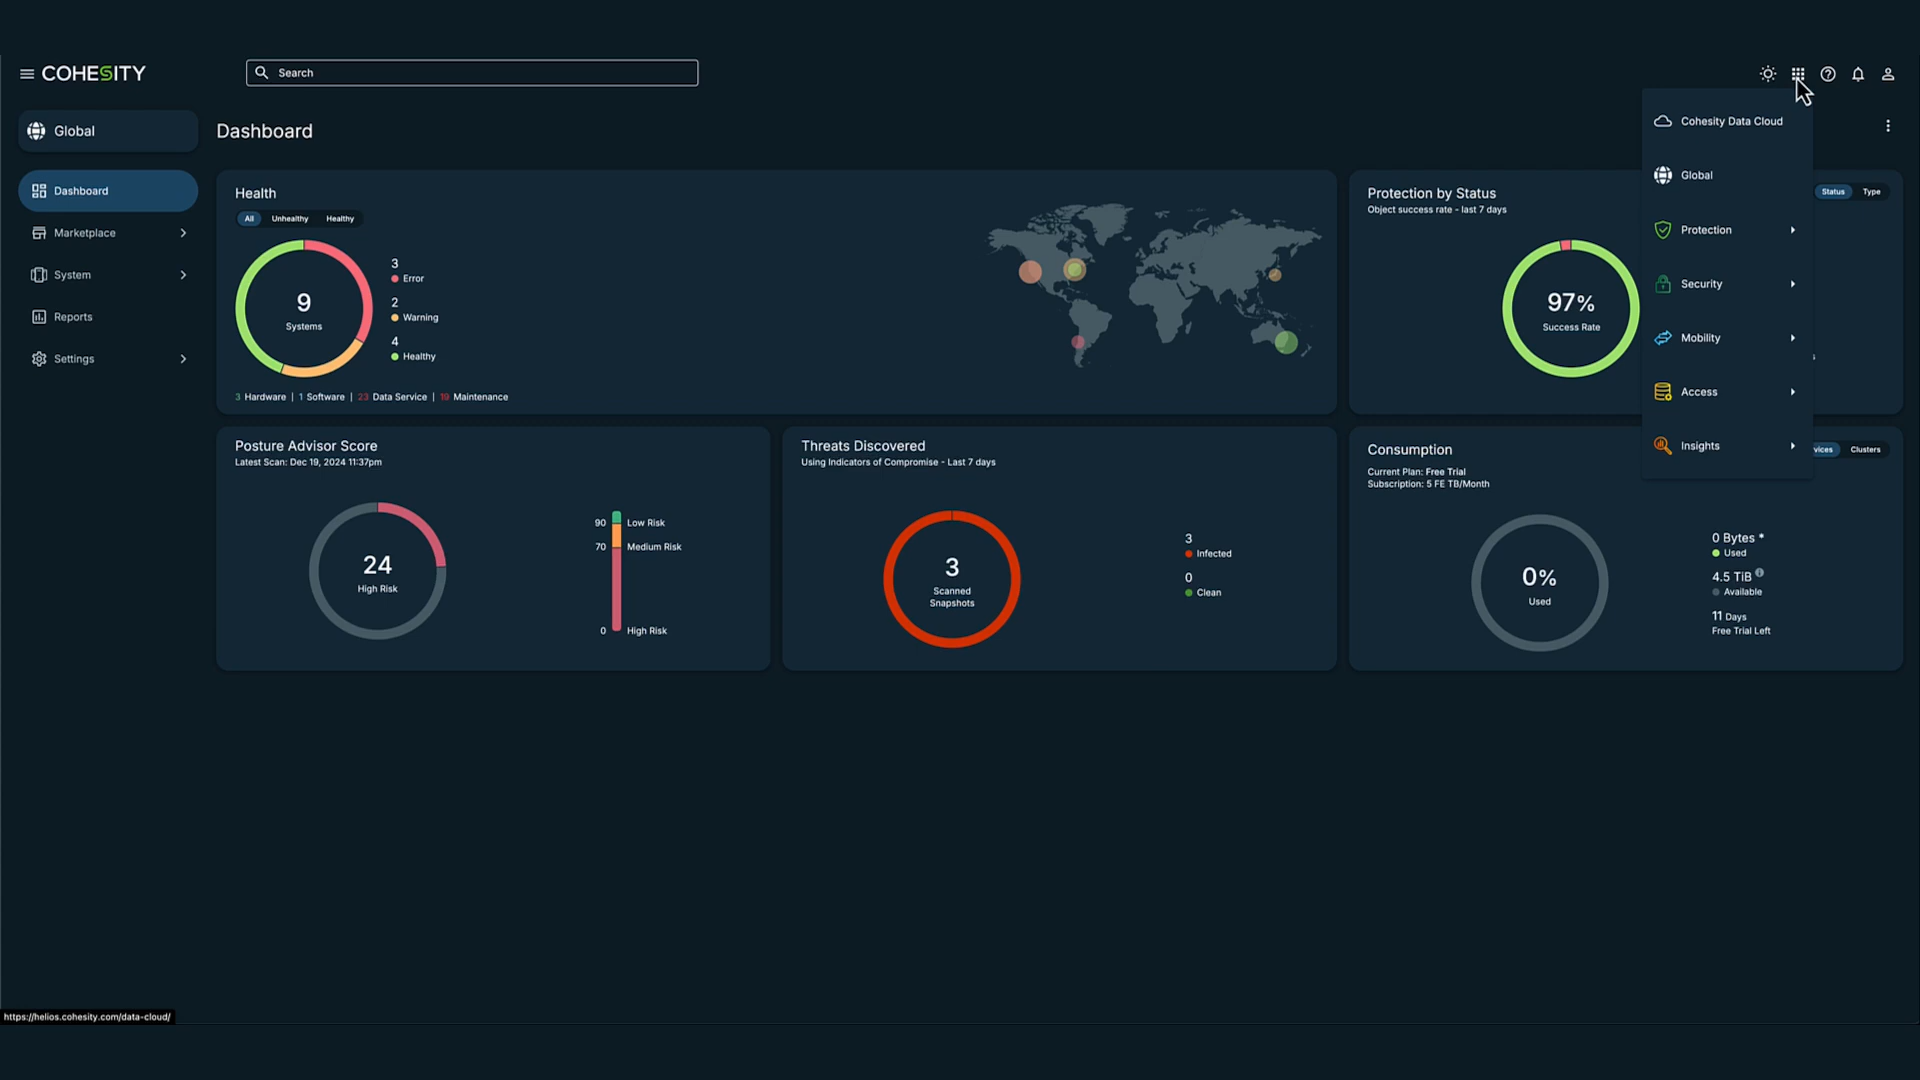 COHESITY
Search
Global
Dashboard
Marketplace
System
Reports
Settings
Dashboard
Health
All Unhealthy Healthy
9
Systems
3
Error
2
Warning
4
Healthy
3 Hardware | 1 Software | 23 Data Service | 19 Maintenance
Protection by Status
Object success rate - last 7 days
Status Type
97%
Success Rate
s
Cohesity Data Cloud
Global
Protection
Security
Mobility
Access
Insights
Posture Advisor Score
Latest Scan: Dec 19, 2024 11:37pm
24
High Risk
90 Low Risk
70 Medium Risk
0 High Risk
Threats Discovered
Using Indicators of Compromise - Last 7 days
3
Scanned
Snapshots
3
Infected
0
Clean
Consumption
vices Clusters
Current Plan: Free Trial
Subscription: 5 FE TB/Month
0%
Used
0 Bytes *
Used
4.5 TiB
Available
11 Days
Free Trial Left
https://helios.cohesity.com/data-cloud/